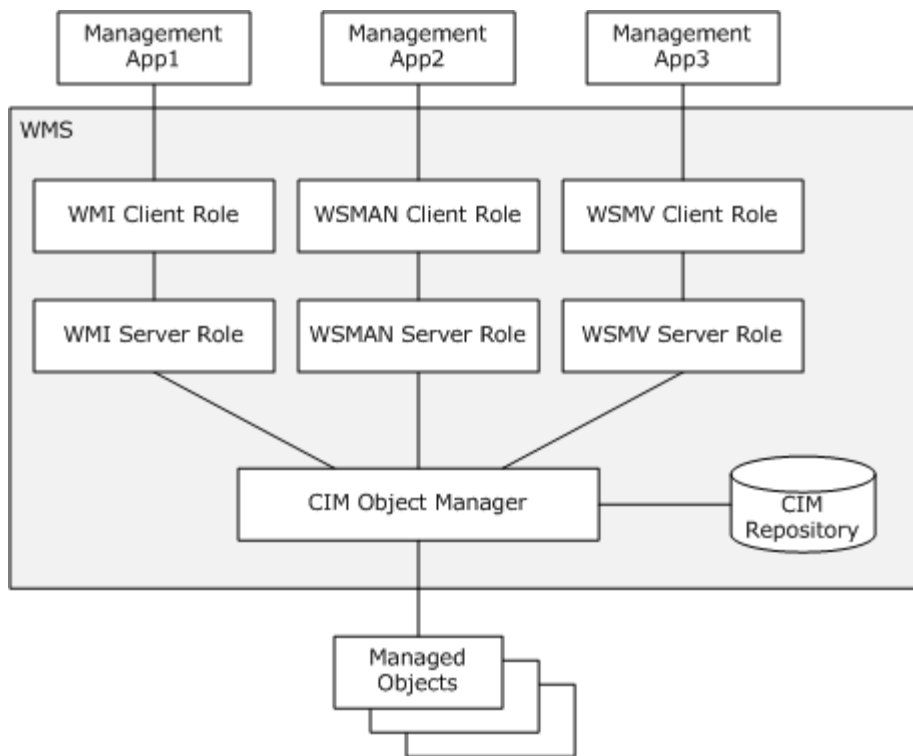 Management
App1
Management
App2
Management
App3
WMS
WMI Client Role
WSMAN Client Role
WSMV Client Role
WMI Server Role
WSMAN Server Role
WSMV Server Role
CIM Object Manager
CIM
Repository
Managed
Objects